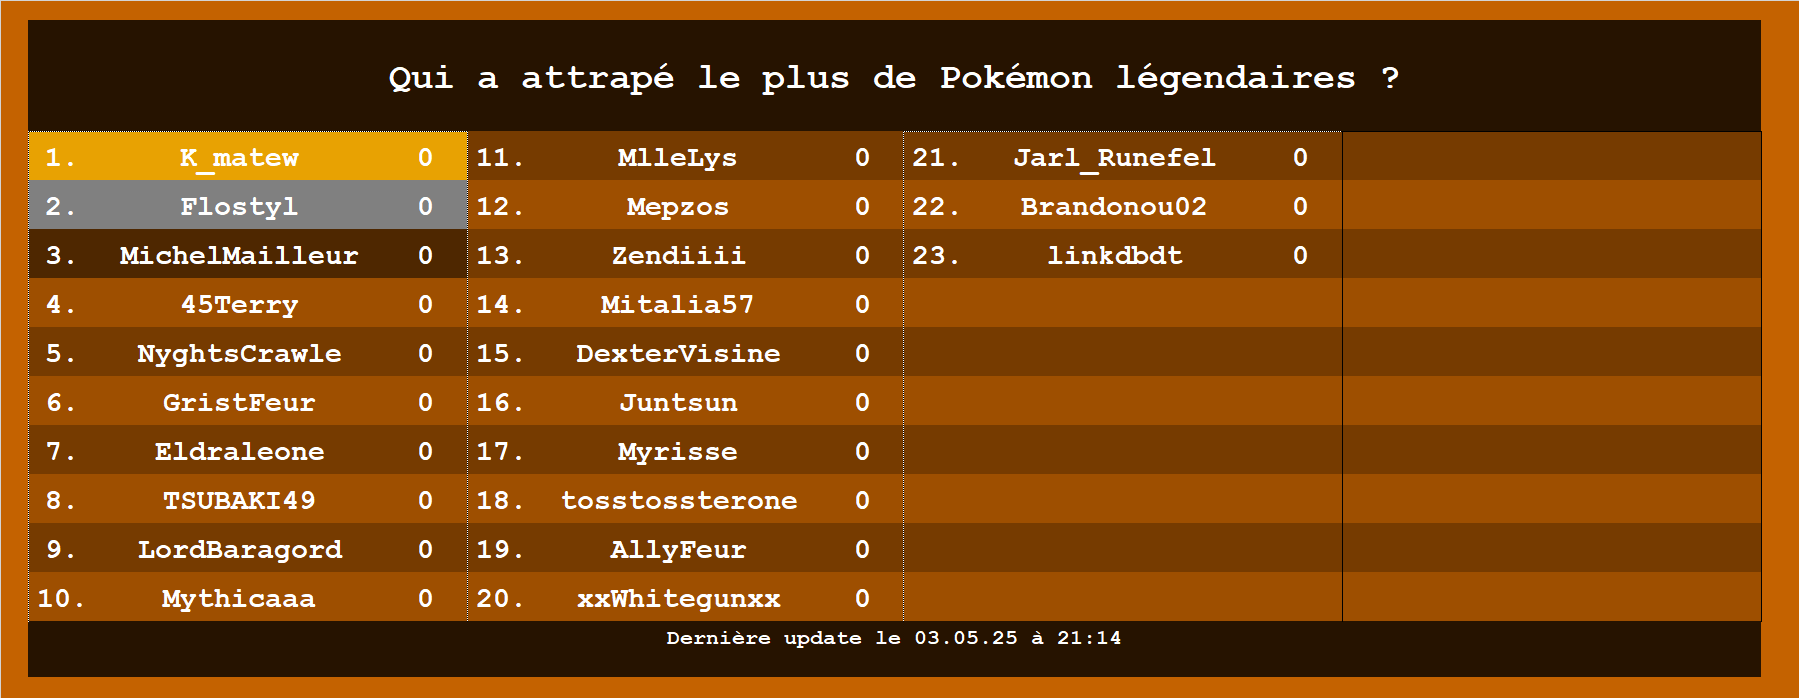 Qui a attrapé le plus de Pokémon légendaires ?
1. K_matew 0
2. Flostyl 0
3. MichelMailleur 0
4. 45Terry 0
5. NyghtsCrawle 0
6. GristFeur 0
7. Eldraleone 0
8. TSUBAKI49 0
9. LordBaragord 0
10. Mythicaaa 0
11. MlleLys 0
12. Mepzos 0
13. Zendiiii 0
14. Mitalia57 0
15. DexterVisine 0
16. Juntsun 0
17. Myrisse 0
18. tosstossterone 0
19. AllyFeur 0
20. xxWhitegunxx 0
21. Jarl_Runefel 0
22. Brandonou02 0
23. linkdbdt 0
Dernière update le 03.05.25 à 21:14